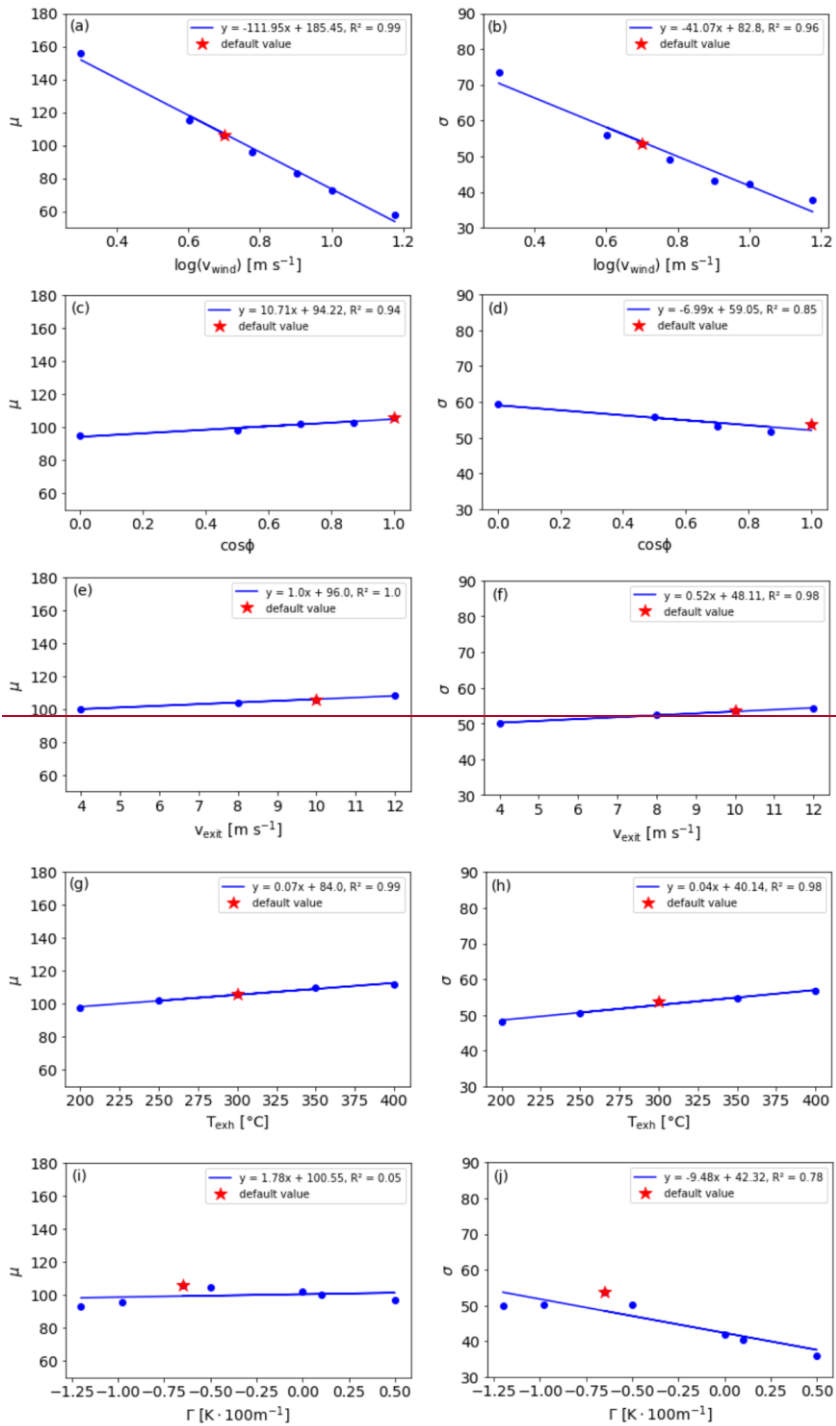 (a)
y = -111.95x + 185.45, R² = 0.99
default value
180
160
140
120
100
80
60
μ
0.4 0.6 0.8 1.0 1.2
log(v_wind) [m s⁻¹]
(b)
y = -41.07x + 82.8, R² = 0.96
default value
90
80
70
60
50
40
30
σ
0.4 0.6 0.8 1.0 1.2
log(v_wind) [m s⁻¹]
(c)
y = 10.71x + 94.22, R² = 0.94
default value
180
160
140
120
100
80
60
μ
0.0 0.2 0.4 0.6 0.8 1.0
cosϕ
(d)
y = -6.99x + 59.05, R² = 0.85
default value
90
80
70
60
50
40
30
σ
0.0 0.2 0.4 0.6 0.8 1.0
cosϕ
(e)
y = 1.0x + 96.0, R² = 1.0
default value
180
160
140
120
100
80
60
μ
4 5 6 7 8 9 10 11 12
v_exit [m s⁻¹]
(f)
y = 0.52x + 48.11, R² = 0.98
default value
90
80
70
60
50
40
30
σ
4 5 6 7 8 9 10 11 12
v_exit [m s⁻¹]
(g)
y = 0.07x + 84.0, R² = 0.99
default value
180
160
140
120
100
80
60
μ
200 225 250 275 300 325 350 375 400
T_exh [°C]
(h)
y = 0.04x + 40.14, R² = 0.98
default value
90
80
70
60
50
40
30
σ
200 225 250 275 300 325 350 375 400
T_exh [°C]
(i)
y = 1.78x + 100.55, R² = 0.05
default value
180
160
140
120
100
80
60
μ
−1.25 −1.00 −0.75 −0.50 −0.25 0.00 0.25 0.50
Γ [K · 100m⁻¹]
(j)
y = -9.48x + 42.32, R² = 0.78
default value
90
80
70
60
50
40
30
σ
−1.25 −1.00 −0.75 −0.50 −0.25 0.00 0.25 0.50
Γ [K · 100m⁻¹]